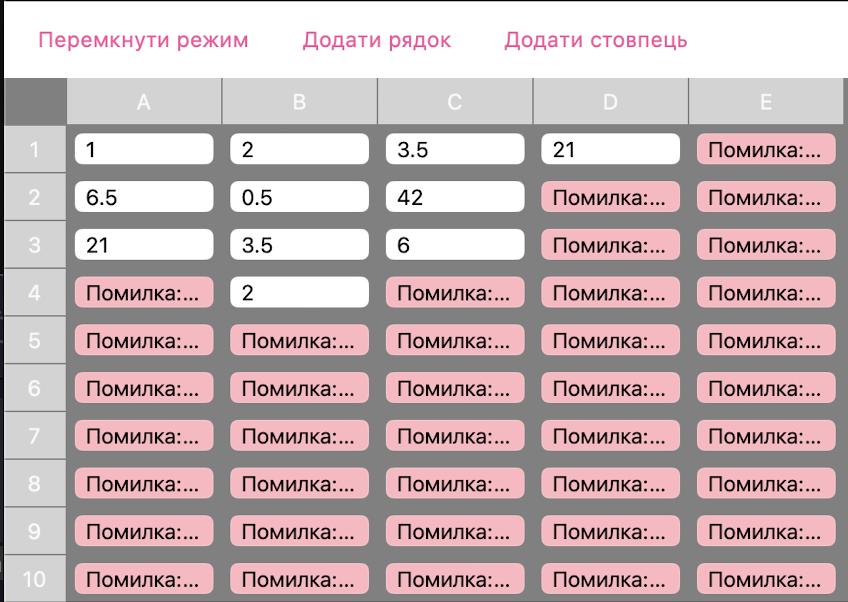 Перемкнути режим Додати рядок Додати стовпець
A B C D E
1 1 2 3.5 21 Помилка:...
2 6.5 0.5 42 Помилка:... Помилка:...
3 21 3.5 6 Помилка:... Помилка:...
4 Помилка:... 2 Помилка:... Помилка:... Помилка:...
5 Помилка:... Помилка:... Помилка:... Помилка:... Помилка:...
6 Помилка:... Помилка:... Помилка:... Помилка:... Помилка:...
7 Помилка:... Помилка:... Помилка:... Помилка:... Помилка:...
8 Помилка:... Помилка:... Помилка:... Помилка:... Помилка:...
9 Помилка:... Помилка:... Помилка:... Помилка:... Помилка:...
10 Помилка:... Помилка:... Помилка:... Помилка:... Помилка:...